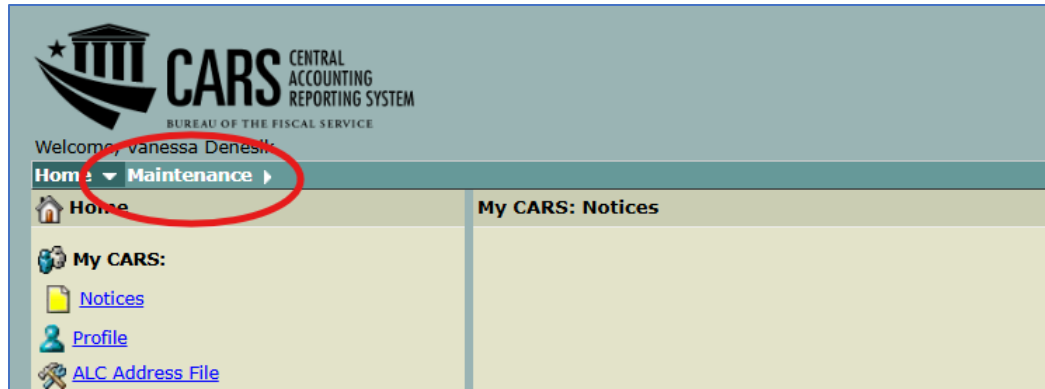 CARS CENTRAL
ACCOUNTING
REPORTING SYSTEM
BUREAU OF THE FISCAL SERVICE
Welcome, Vanessa Denesik
Home Maintenance
Home
My CARS: Notices
My CARS:
Notices
Profile
ALC Address File